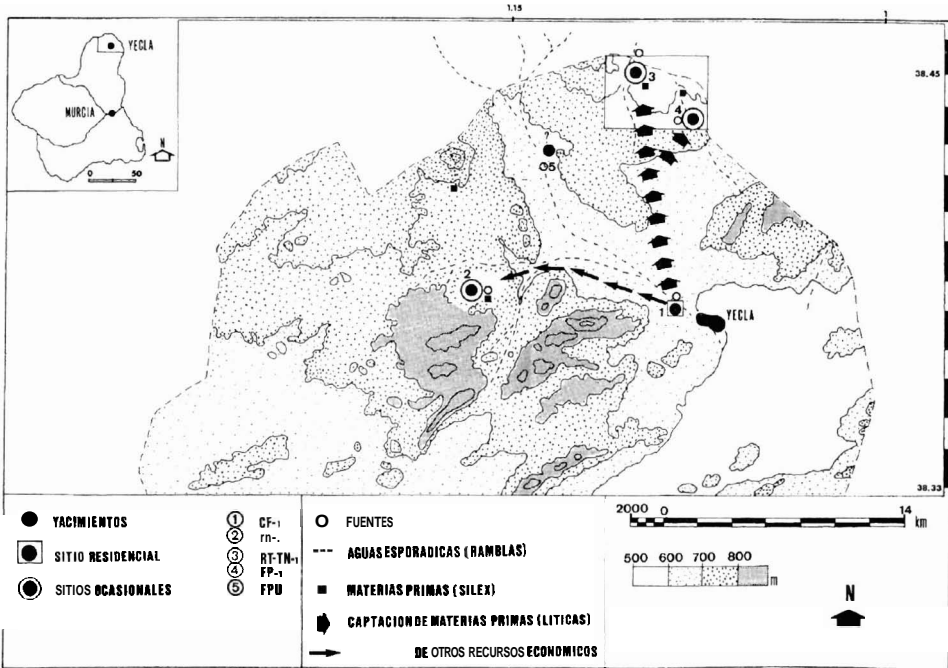 1.15
1
YECLA
MURCIA
N
0 50
38.45
3
4
?
5
2
1
YECLA
38.33
YACIMIENTOS
SITIO RESIDENCIAL
SITIOS OCASIONALES
1 CF-1
2 rn-.
3 RT-TN-1
4 FP-1
5 FPU
FUENTES
AGUAS ESPORADICAS (RAMBLAS)
MATERIAS PRIMAS (SILEX)
CAPTACION DE MATERIAS PRIMAS (LITICAS)
DE OTROS RECURSOS ECONOMICOS
2000 0 14
km
500 600 700 800
m
N